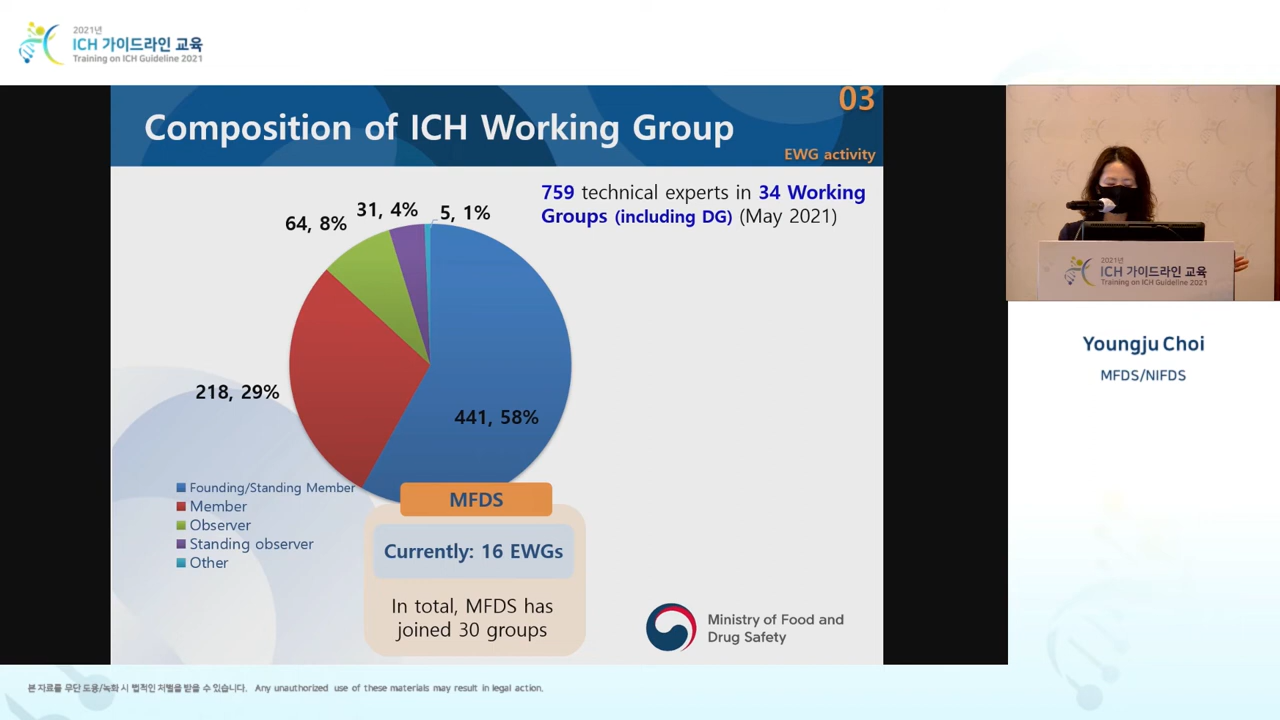 2021년
ICH 가이드라인 교육
Training on ICH Guideline 2021
03
Composition of ICH Working Group
EWG activity
759 technical experts in 34 Working
Groups (including DG) (May 2021)
31, 4%
5, 1%
64, 8%
218, 29%
441, 58%
Founding/Standing Member
Member
Observer
Standing observer
Other
MFDS
Currently: 16 EWGs
In total, MFDS has
joined 30 groups
Ministry of Food and
Drug Safety
2021년
ICH 가이드라인 교육
Training on ICH Guideline 2021
Youngju Choi
MFDS/NIFDS
본 자료를 무단 도용/녹화 시 법적인 처벌을 받을 수 있습니다. Any unauthorized use of these materials may result in legal action.